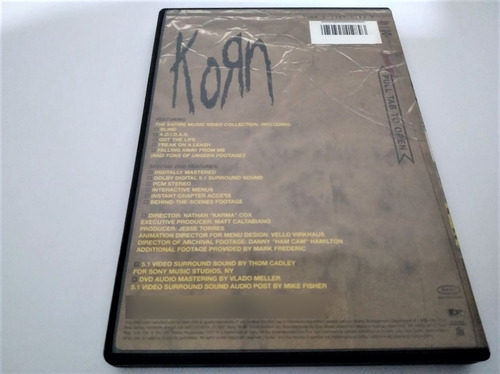 KoЯn
PULL TAB TO OPEN
FEATURING
THE ENTIRE MUSIC VIDEO COLLECTION, INCLUDING:
BLIND
A.D.I.D.A.S.
GOT THE LIFE
FREAK ON A LEASH
FALLING AWAY FROM ME
(AND TONS OF UNSEEN FOOTAGE)
SPECIAL DVD FEATURES
DIGITALLY MASTERED
DOLBY DIGITAL 5.1 SURROUND SOUND
PCM STEREO
INTERACTIVE MENUS
INSTANT CHAPTER ACCESS
BEHIND-THE-SCENES FOOTAGE
DIRECTOR: NATHAN "KARMA" COX
EXECUTIVE PRODUCER: MATT CALTABIANO
PRODUCER: JESSE TORRES
ANIMATION DIRECTOR FOR MENU DESIGN: VELLO VIRKHAUS
DIRECTOR OF ARCHIVAL FOOTAGE: DANNY "HAM CAM" HAMILTON
ADDITIONAL FOOTAGE PROVIDED BY MARK FREDERIC
5.1 VIDEO SURROUND SOUND BY THOM CADLEY
FOR SONY MUSIC STUDIOS, NY
DVD AUDIO MASTERING BY VLADO MELLER
5.1 VIDEO SURROUND SOUND AUDIO POST BY MIKE FISHER